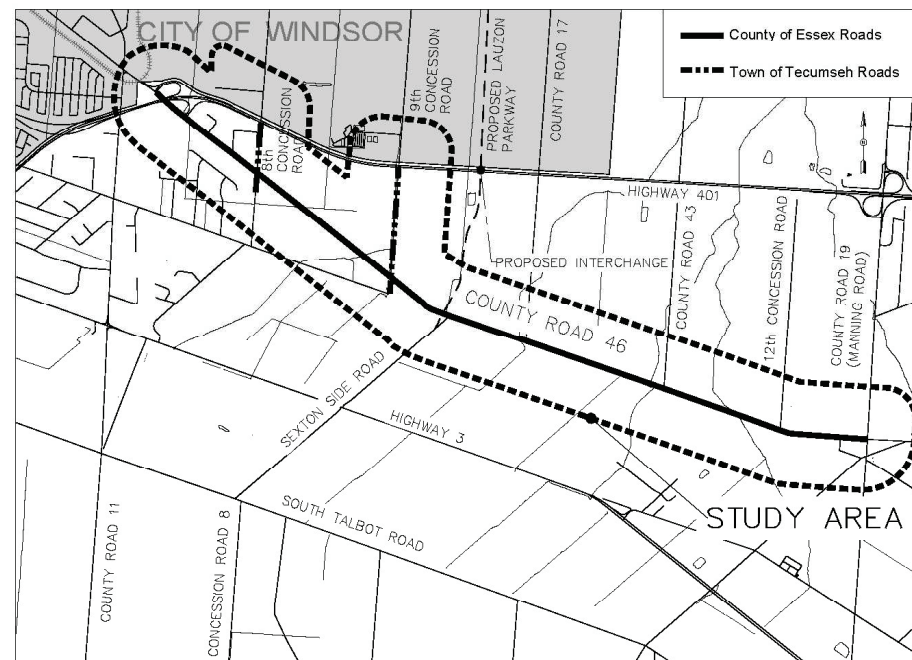 CITY OF WINDSOR
County of Essex Roads
Town of Tecumseh Roads
8th
CONCESSION
ROAD
9th
CONCESSION
ROAD
PROPOSED LAUZON
PARKWAY
COUNTY ROAD 17
HIGHWAY 401
PROPOSED INTERCHANGE
COUNTY ROAD 43
12th CONCESSION ROAD
COUNTY ROAD 19
(MANNING ROAD)
COUNTY ROAD 46
SEXTON SIDE ROAD
HIGHWAY 3
SOUTH TALBOT ROAD
STUDY AREA
COUNTY ROAD 11
CONCESSION ROAD 8